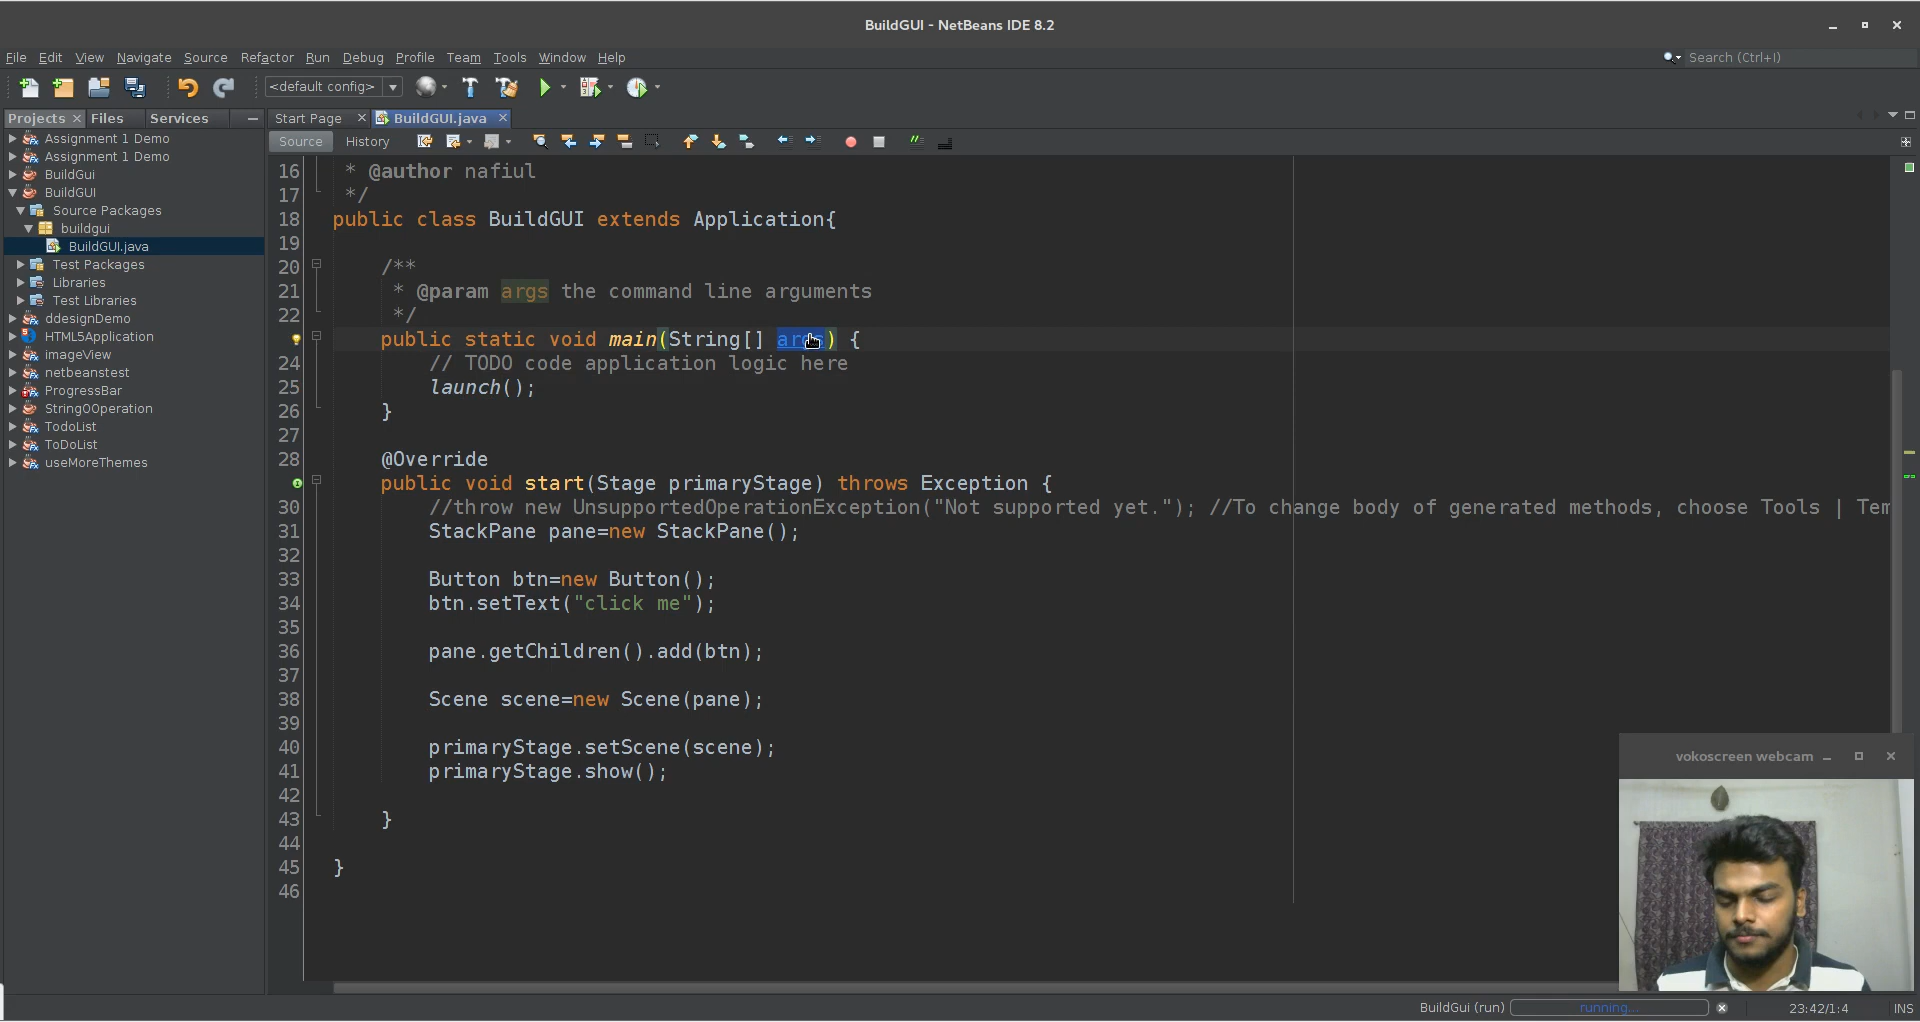 BuildGUI - NetBeans IDE 8.2
File Edit View Navigate Source Refactor Run Debug Profile Team Tools Window Help
Search (Ctrl+I)
<default config>
Projects Files Services
Start Page BuildGUI.java
Source History
Assignment 1 Demo
Assignment 1 Demo
BuildGui
BuildGUI
Source Packages
buildgui
BuildGUI.java
Test Packages
Libraries
Test Libraries
ddesignDemo
HTML5Application
imageView
netbeanstest
ProgressBar
StringOOperation
TodoList
ToDoList
useMoreThemes
16 * @author nafiul
17 */
18 public class BuildGUI extends Application{
19
20 /**
21 * @param args the command line arguments
22 */
public static void main(String[] args) {
24 // TODO code application logic here
25 launch();
26 }
27
28 @Override
public void start(Stage primaryStage) throws Exception {
30 //throw new UnsupportedOperationException("Not supported yet."); //To change body of generated methods, choose Tools | Tem
31 StackPane pane=new StackPane();
32
33 Button btn=new Button();
34 btn.setText("click me");
35
36 pane.getChildren().add(btn);
37
38 Scene scene=new Scene(pane);
39
40 primaryStage.setScene(scene);
41 primaryStage.show();
42
43 }
44
45 }
46
vokoscreen webcam
BuildGui (run) running... 23:42/1:4 INS